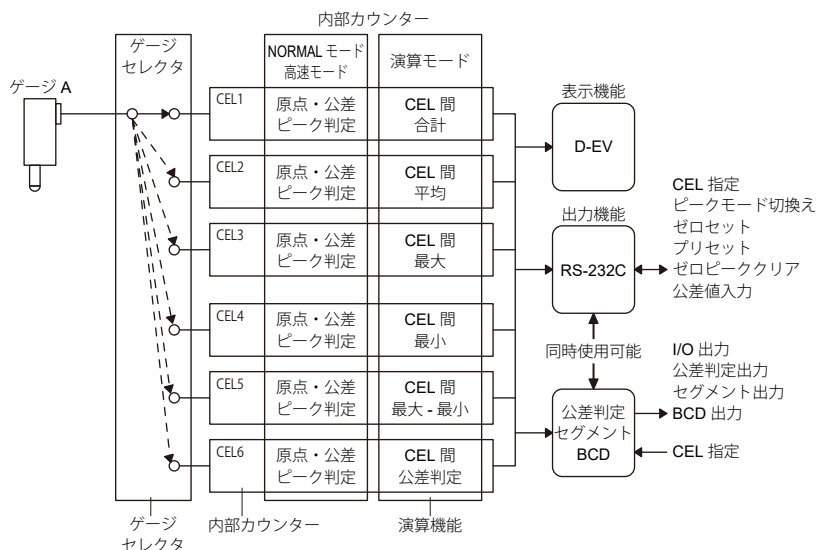 内部カウンター
ゲージ
セレクタ
NORMAL モード
高速モード
演算モード
ゲージ A
CEL1
原点・公差
ピーク判定
CEL 間
合計
CEL2
原点・公差
ピーク判定
CEL 間
平均
CEL3
原点・公差
ピーク判定
CEL 間
最大
CEL4
原点・公差
ピーク判定
CEL 間
最小
CEL5
原点・公差
ピーク判定
CEL 間
最大 - 最小
CEL6
原点・公差
ピーク判定
CEL 間
公差判定
表示機能
D-EV
出力機能
RS-232C
CEL 指定
ピークモード切換え
ゼロセット
プリセット
ゼロピーククリア
公差値入力
同時使用可能
公差判定
セグメント
BCD
I/O 出力
公差判定出力
セグメント出力
BCD 出力
CEL 指定
ゲージ
セレクタ
内部カウンター
演算機能